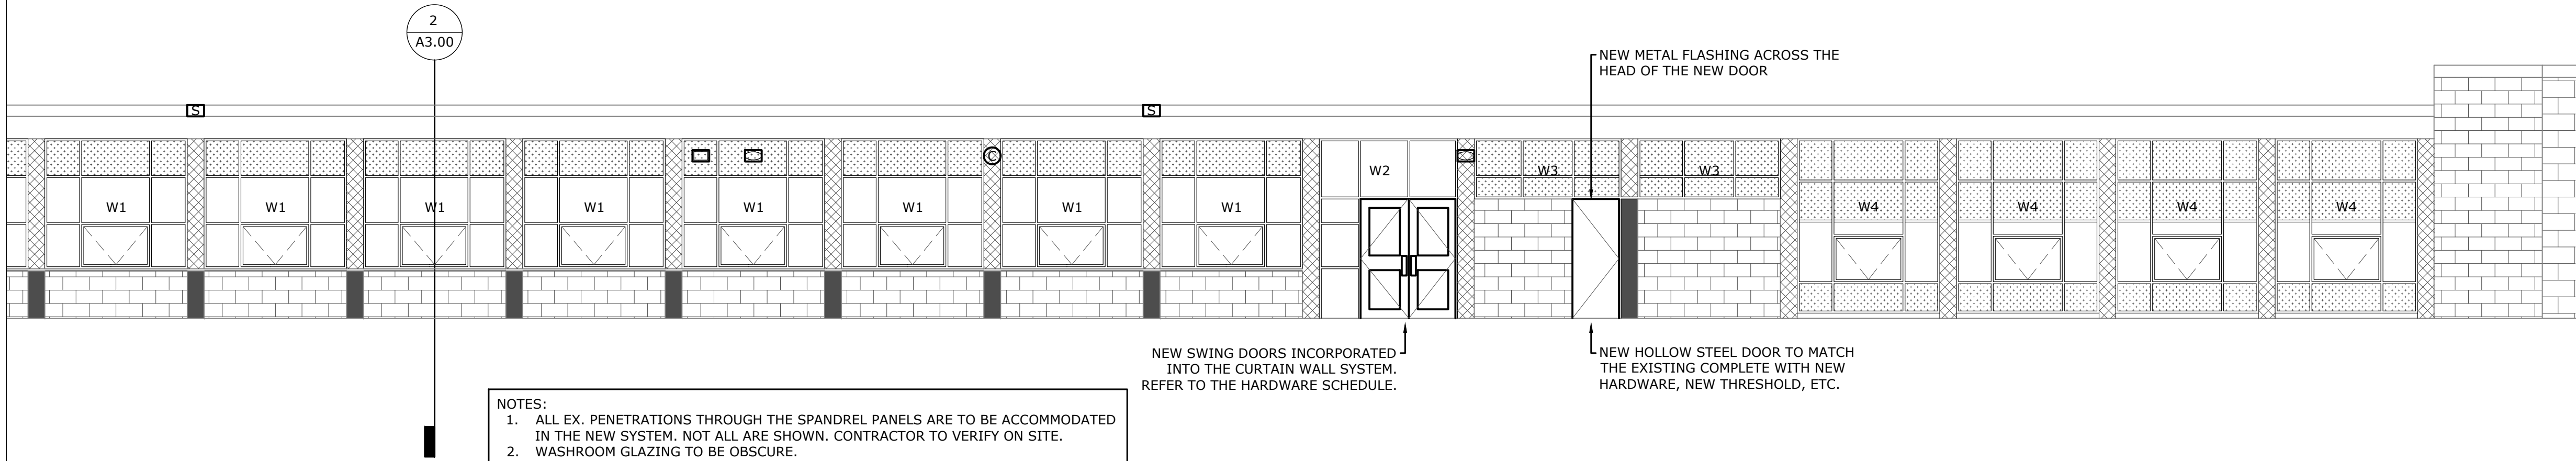 2
A3.00
NEW METAL FLASHING ACROSS THE
HEAD OF THE NEW DOOR
S
S
C
W2
W3
W3
W1
W1
W1
W1
W1
W1
W1
W1
W4
W4
W4
W4
NEW SWING DOORS INCORPORATED
INTO THE CURTAIN WALL SYSTEM.
REFER TO THE HARDWARE SCHEDULE.
NEW HOLLOW STEEL DOOR TO MATCH
THE EXISTING COMPLETE WITH NEW
HARDWARE, NEW THRESHOLD, ETC.
NOTES:
1. ALL EX. PENETRATIONS THROUGH THE SPANDREL PANELS ARE TO BE ACCOMMODATED
IN THE NEW SYSTEM. NOT ALL ARE SHOWN. CONTRACTOR TO VERIFY ON SITE.
2. WASHROOM GLAZING TO BE OBSCURE.